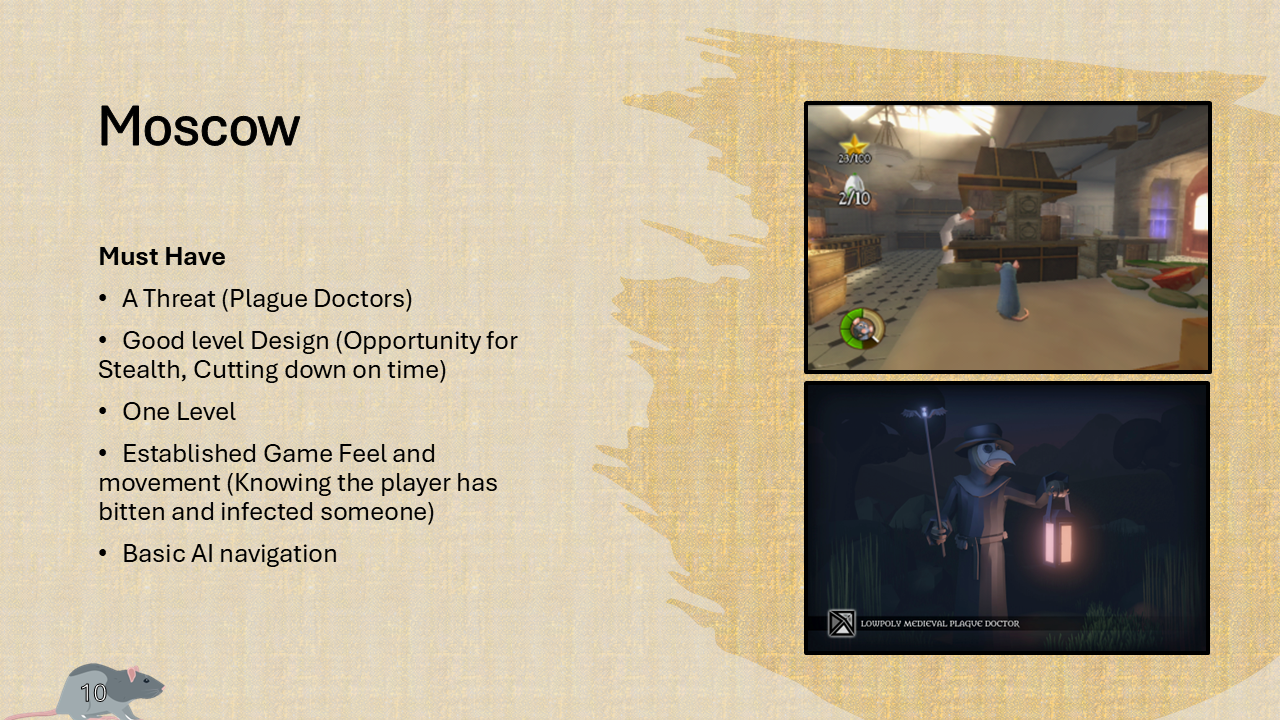 Moscow
Must Have
• A Threat (Plague Doctors)
• Good level Design (Opportunity for
Stealth, Cutting down on time)
• One Level
• Established Game Feel and
movement (Knowing the player has
bitten and infected someone)
• Basic AI navigation
23/100
2/10
LOWPOLY MEDIEVAL PLAGUE DOCTOR
10